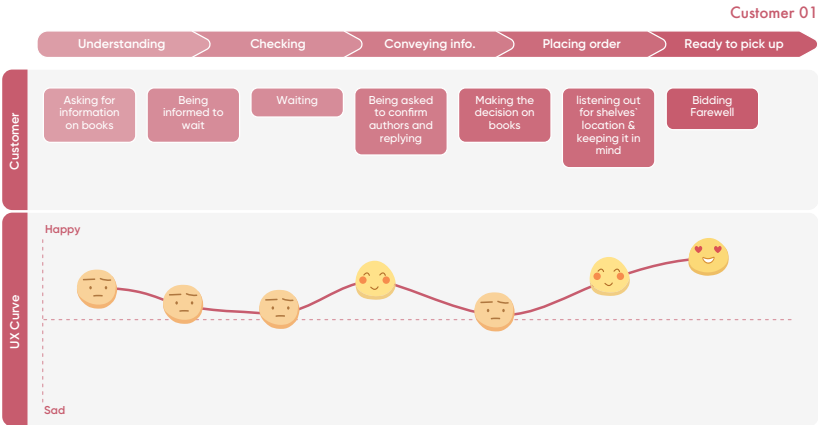 Customer 01
Understanding
Checking
Conveying info.
Placing order
Ready to pick up
Customer
Asking for
information
on books
Being
informed to
wait
Waiting
Being asked
to confirm
authors and
replying
Making the
decision on
books
listening out
for shelves`
location &
keeping it in
mind
Bidding
Farewell
UX Curve
Happy
Sad